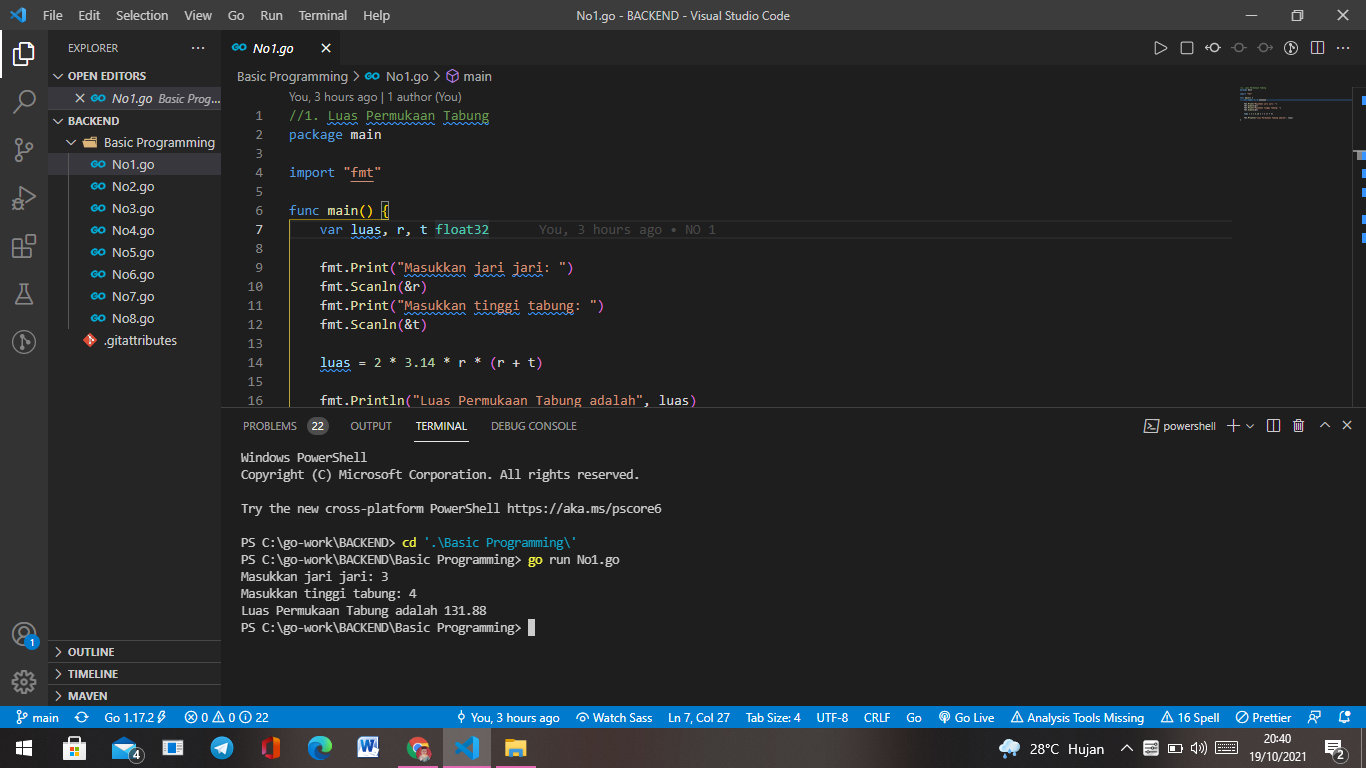 File Edit Selection View Go Run Terminal Help No1.go - BACKEND - Visual Studio Code
EXPLORER
OPEN EDITORS
No1.go Basic Prog...
BACKEND
Basic Programming
No1.go
No2.go
No3.go
No4.go
No5.go
No6.go
No7.go
No8.go
.gitattributes
OUTLINE
TIMELINE
MAVEN
No1.go
Basic Programming > No1.go > main
You, 3 hours ago | 1 author (You)
1 //1. Luas Permukaan Tabung
2 package main
3
4 import "fmt"
5
6 func main() {
7 var luas, r, t float32 You, 3 hours ago • NO 1
8
9 fmt.Print("Masukkan jari jari: ")
10 fmt.Scanln(&r)
11 fmt.Print("Masukkan tinggi tabung: ")
12 fmt.Scanln(&t)
13
14 luas = 2 * 3.14 * r * (r + t)
15
16 fmt.Println("Luas Permukaan Tabung adalah", luas)
PROBLEMS 22 OUTPUT TERMINAL DEBUG CONSOLE powershell
Windows PowerShell
Copyright (C) Microsoft Corporation. All rights reserved.
Try the new cross-platform PowerShell https://aka.ms/pscore6
PS C:\go-work\BACKEND> cd '.\Basic Programming\'
PS C:\go-work\BACKEND\Basic Programming> go run No1.go
Masukkan jari jari: 3
Masukkan tinggi tabung: 4
Luas Permukaan Tabung adalah 131.88
PS C:\go-work\BACKEND\Basic Programming>
1
main Go 1.17.2 0 0 22 You, 3 hours ago Watch Sass Ln 7, Col 27 Tab Size: 4 UTF-8 CRLF Go Go Live Analysis Tools Missing 16 Spell Prettier
4 28°C Hujan 20:40
19/10/2021 2